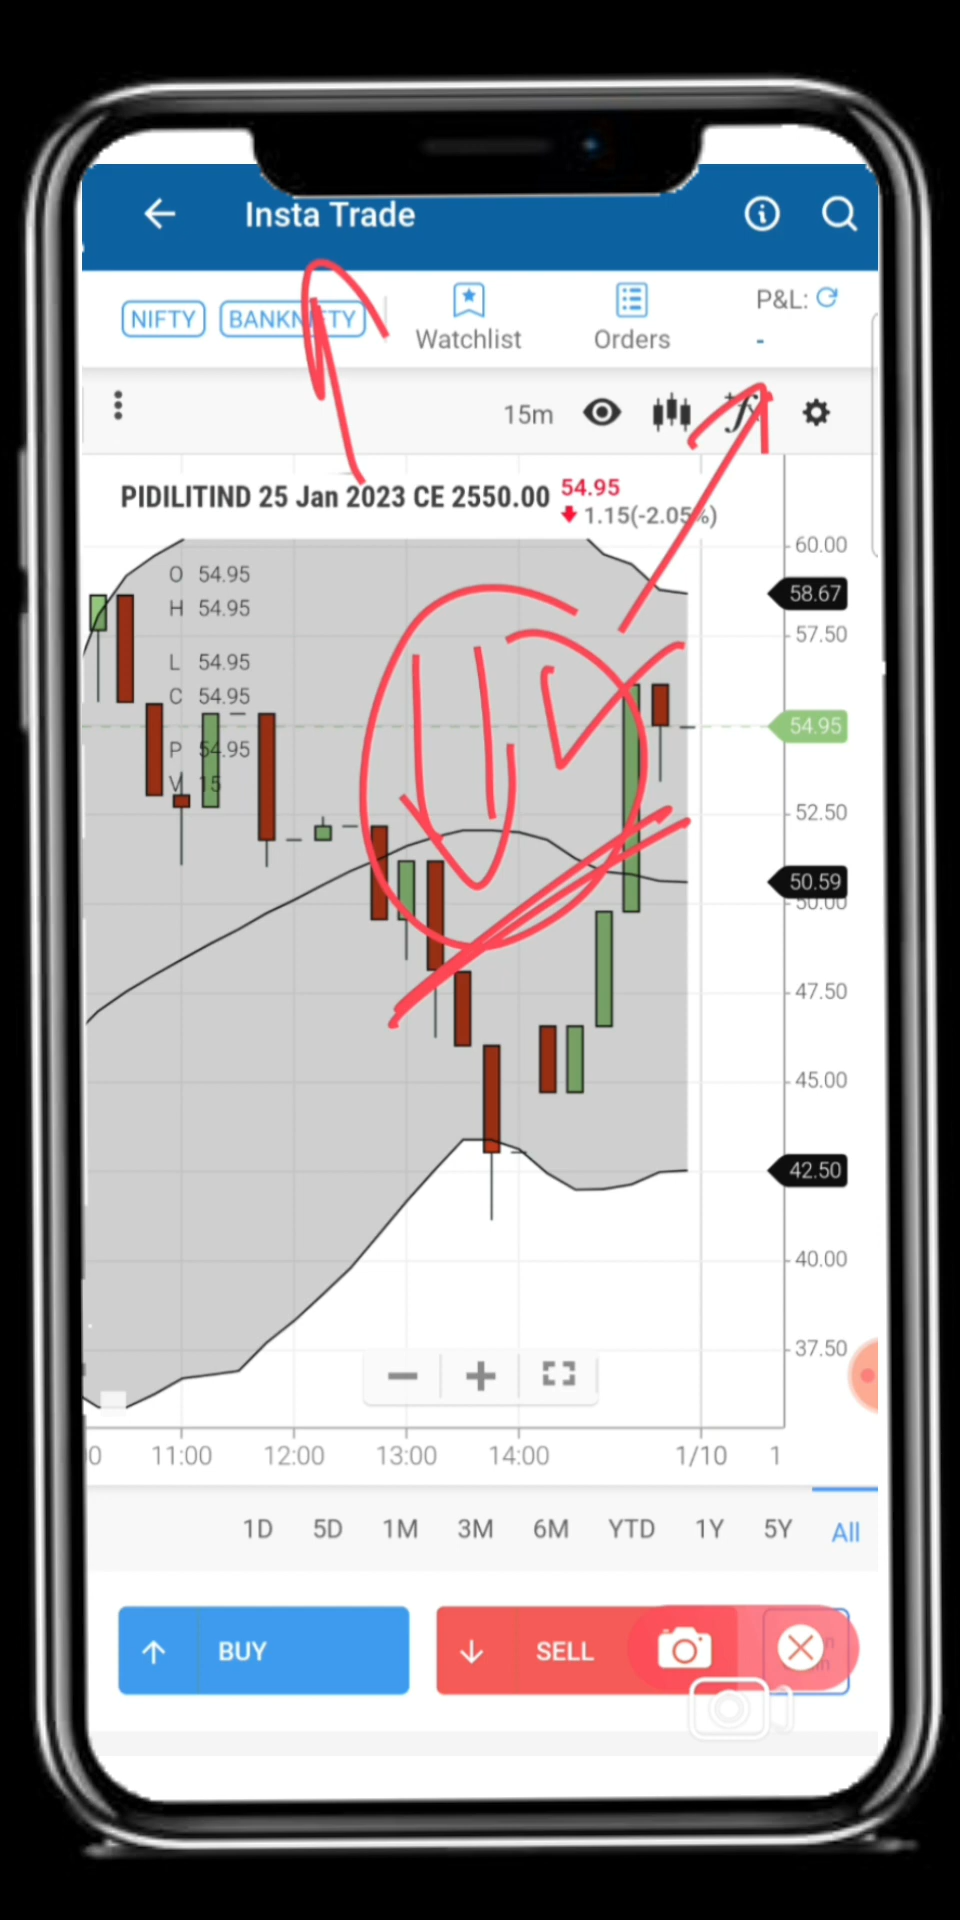 Insta Trade
NIFTY BANKNIFTY Watchlist Orders P&L:
-
15m
PIDILITIND 25 Jan 2023 CE 2550.00 54.95
1.15(-2.05%)
O 54.95
H 54.95
L 54.95
C 54.95
P 54.95
V 15
60.00
58.67
57.50
54.95
52.50
50.59
50.00
47.50
45.00
42.50
40.00
37.50
11:00 12:00 13:00 14:00 1/10 1
1D 5D 1M 3M 6M YTD 1Y 5Y All
BUY SELL